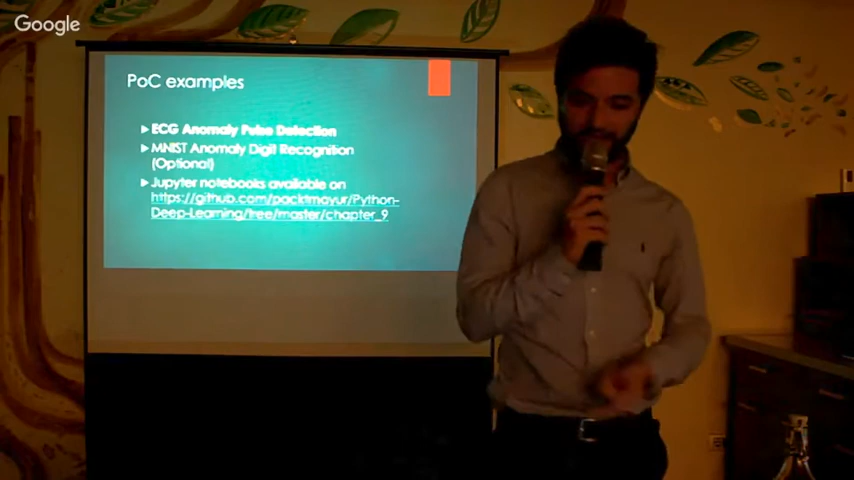 Google
PoC examples
ECG Anomaly Pulse Detection
MNIST Anomaly Digit Recognition
(Optional)
Jupyter notebooks available on
https://github.com/packtmayur/Python-
Deep-Learning/tree/master/chapter_9